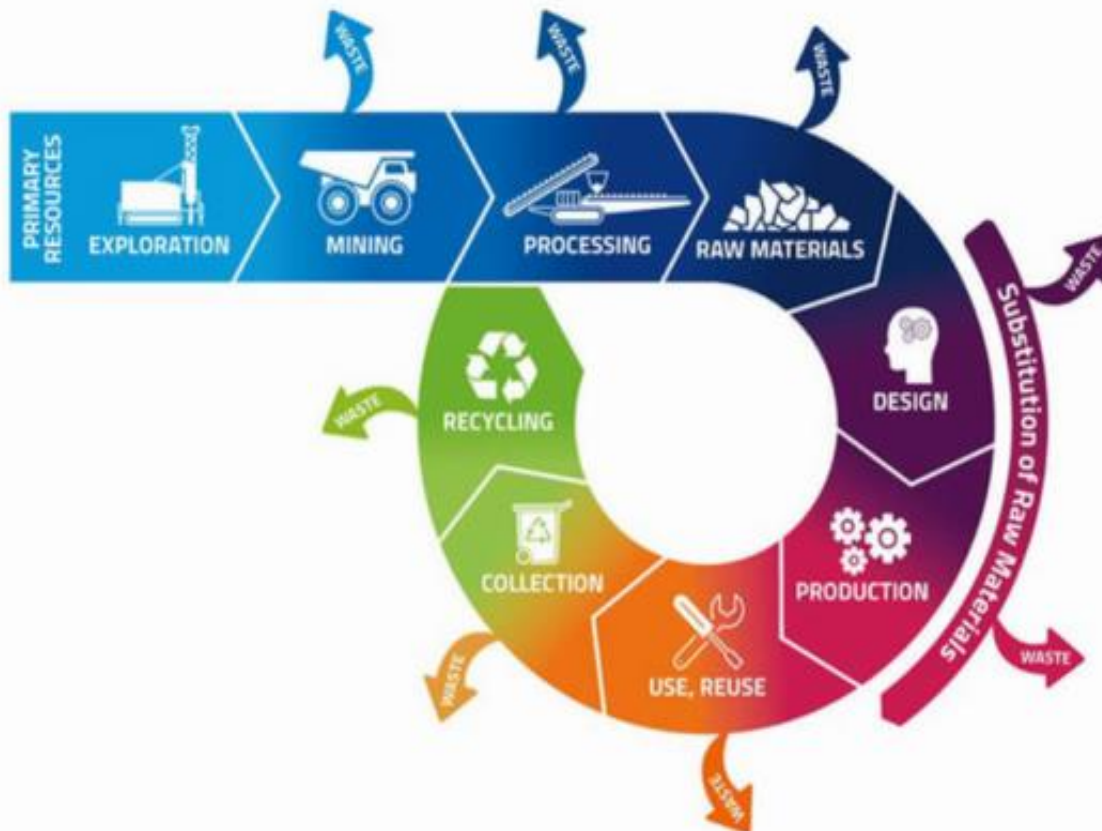 WASTE
WASTE
WASTE
PRIMARY
RESOURCES
EXPLORATION
MINING
PROCESSING
RAW MATERIALS
WASTE
Substitution of Raw Materials
DESIGN
RECYCLING
WASTE
COLLECTION
PRODUCTION
WASTE
WASTE
USE, REUSE
WASTE